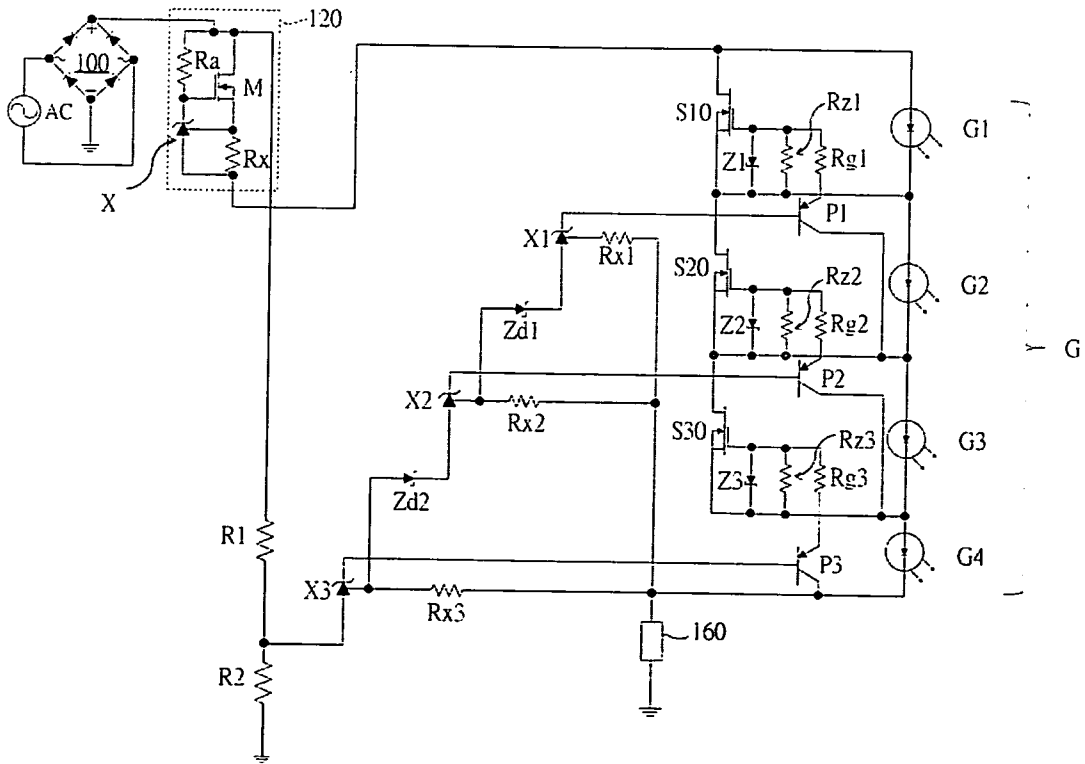 120
100
+
−
~
~
AC
Ra
M
Rx
X
S10
Rz1
G1
Z1
Rg1
P1
X1
Rx1
S20
Rz2
G2
Z2
Rg2
Zd1
G
P2
X2
Rx2
S30
Rz3
G3
Z3
Rg3
Zd2
R1
P3
G4
X3
Rx3
160
R2